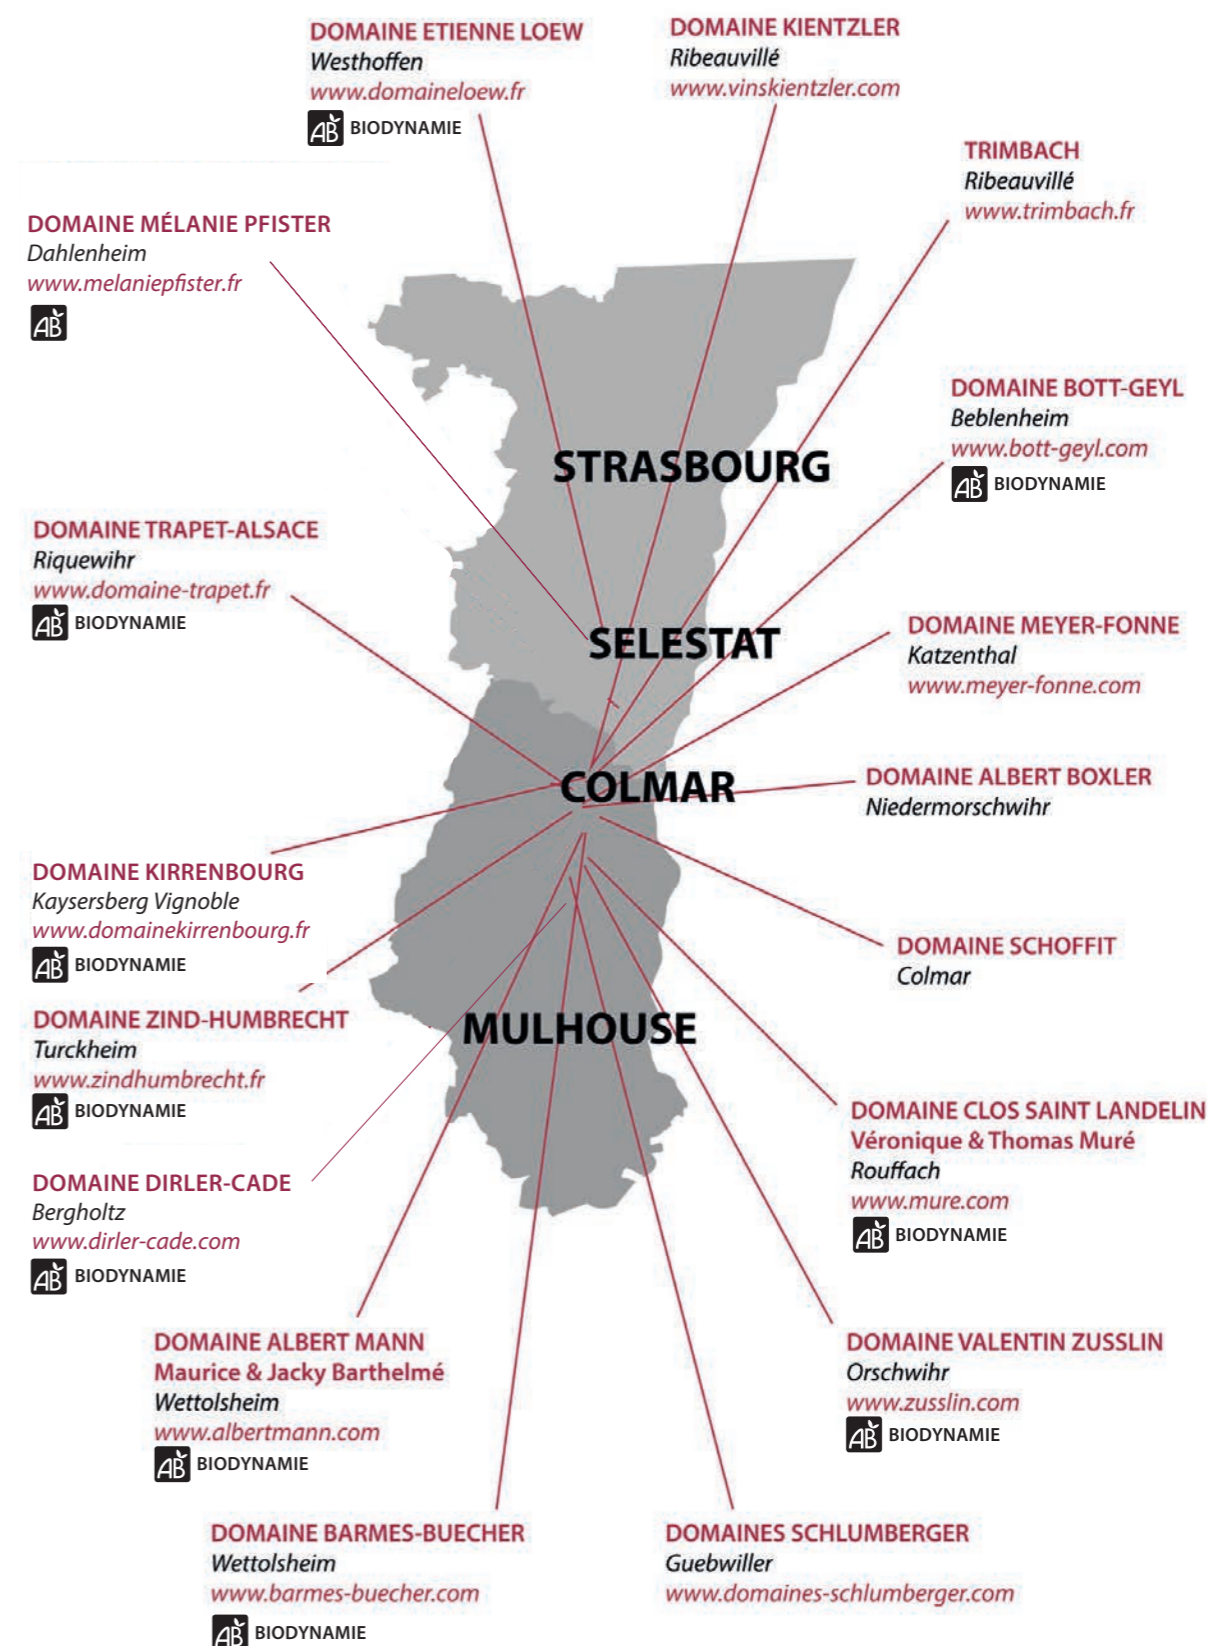 DOMAINE ETIENNE LOEW
Westhoffen
www.domaineloew.fr
AB BIODYNAMIE
DOMAINE KIENTZLER
Ribeauvillé
www.vinskientzler.com
TRIMBACH
Ribeauvillé
www.trimbach.fr
DOMAINE MÉLANIE PFISTER
Dahlenheim
www.melaniepfister.fr
AB
DOMAINE BOTT-GEYL
Beblenheim
www.bott-geyl.com
AB BIODYNAMIE
STRASBOURG
DOMAINE TRAPET-ALSACE
Riquewihr
www.domaine-trapet.fr
AB BIODYNAMIE
SELESTAT
DOMAINE MEYER-FONNE
Katzenthal
www.meyer-fonne.com
COLMAR
DOMAINE ALBERT BOXLER
Niedermorschwihr
DOMAINE KIRRENBOURG
Kaysersberg Vignoble
www.domainekirrenbourg.fr
AB BIODYNAMIE
DOMAINE SCHOFFIT
Colmar
DOMAINE ZIND-HUMBRECHT
Turckheim
www.zindhumbrecht.fr
AB BIODYNAMIE
MULHOUSE
DOMAINE CLOS SAINT LANDELIN
Véronique & Thomas Muré
Rouffach
www.mure.com
AB BIODYNAMIE
DOMAINE DIRLER-CADE
Bergholtz
www.dirler-cade.com
AB BIODYNAMIE
DOMAINE ALBERT MANN
Maurice & Jacky Barthelmé
Wettolsheim
www.albertmann.com
AB BIODYNAMIE
DOMAINE VALENTIN ZUSSLIN
Orschwihr
www.zusslin.com
AB BIODYNAMIE
DOMAINE BARMES-BUECHER
Wettolsheim
www.barmes-buecher.com
AB BIODYNAMIE
DOMAINES SCHLUMBERGER
Guebwiller
www.domaines-schlumberger.com